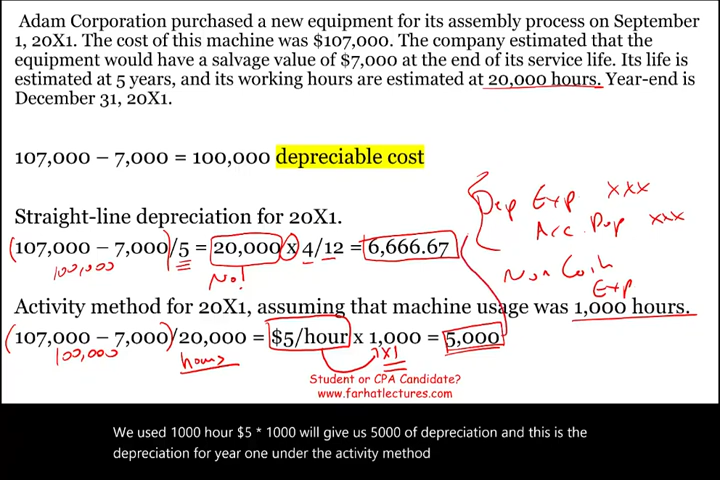 Adam Corporation purchased a new equipment for its assembly process on September
1, 20X1. The cost of this machine was $107,000. The company estimated that the
equipment would have a salvage value of $7,000 at the end of its service life. Its life is
estimated at 5 years, and its working hours are estimated at 20,000 hours. Year-end is
December 31, 20X1.
107,000 – 7,000 = 100,000 depreciable cost
Dep Exp xxx
Acc. Dep xxx
Straight-line depreciation for 20X1.
(107,000 – 7,000)/5 = 20,000 x 4/12 = 6,666.67
100,000
No!
Non Cash
Exp
Activity method for 20X1, assuming that machine usage was 1,000 hours.
(107,000 – 7,000)/20,000 = $5/hour x 1,000 = 5,000
100,000
hours
X1
Student or CPA Candidate?
www.farhatlectures.com
We used 1000 hour $5 * 1000 will give us 5000 of depreciation and this is the
depreciation for year one under the activity method